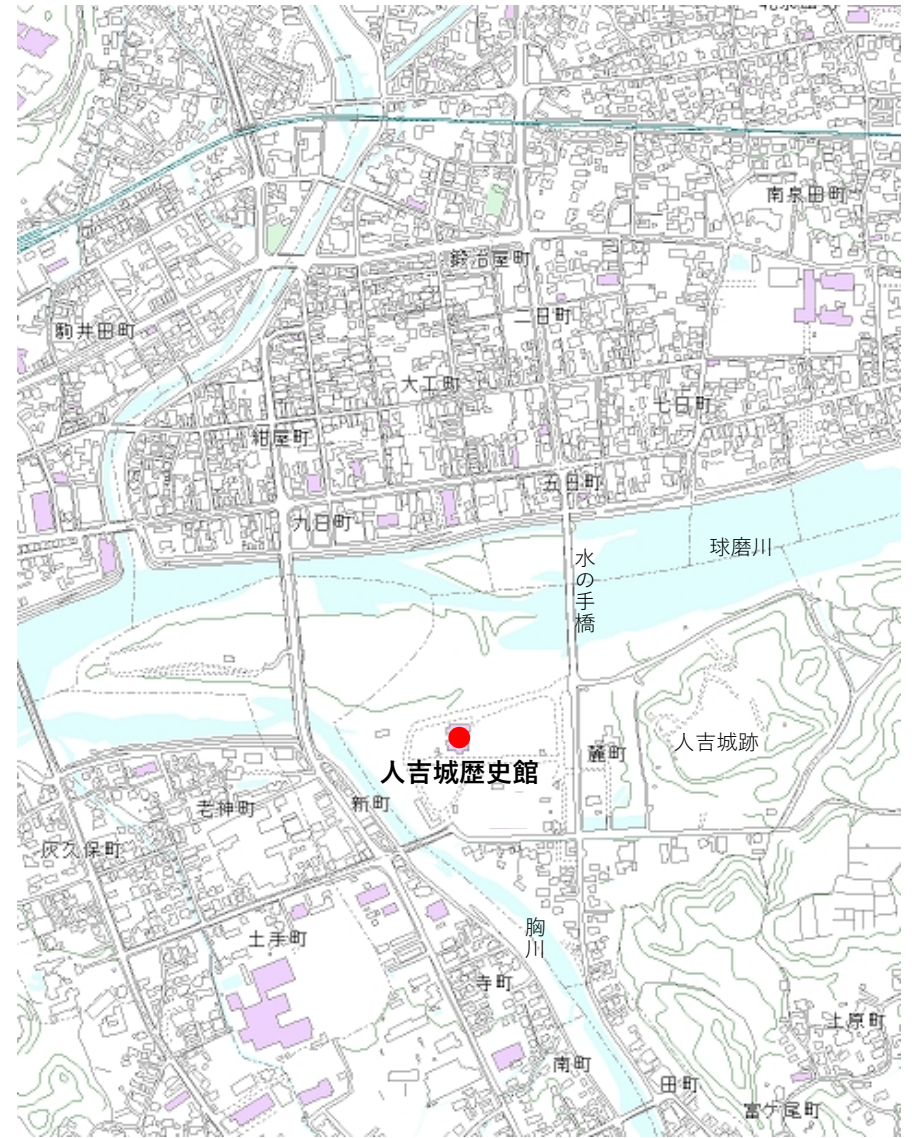 南泉田町
鍛冶屋町
二日町
駒井田町
大工町
七日町
紺屋町
五日町
九日町
球磨川
水の手橋
人吉城跡
麓町
人吉城歴史館
新町
老神町
灰久保町
胸川
土手町
寺町
上原町
南町
田町
富ケ尾町